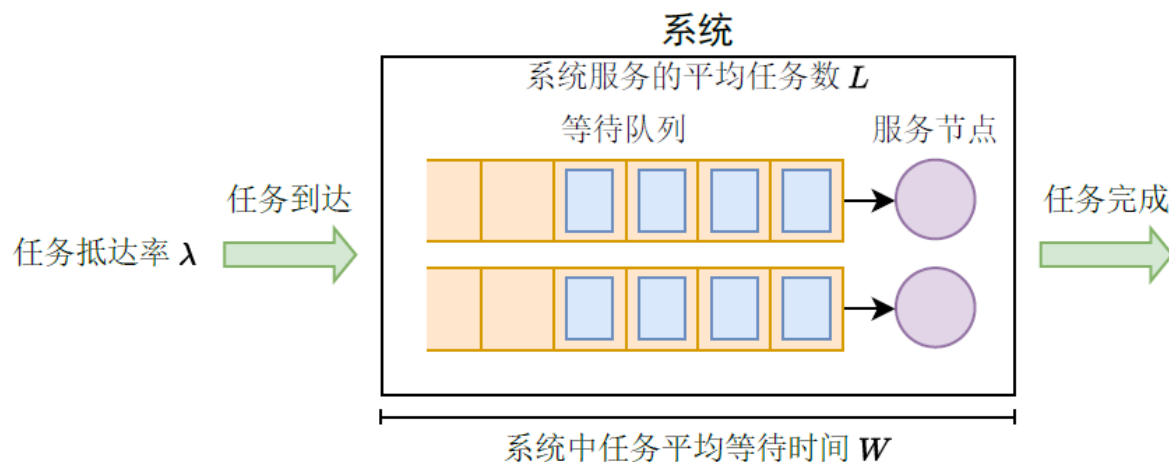 系统
系统服务的平均任务数 L
等待队列
服务节点
任务到达
任务抵达率 λ
任务完成
系统中任务平均等待时间 W